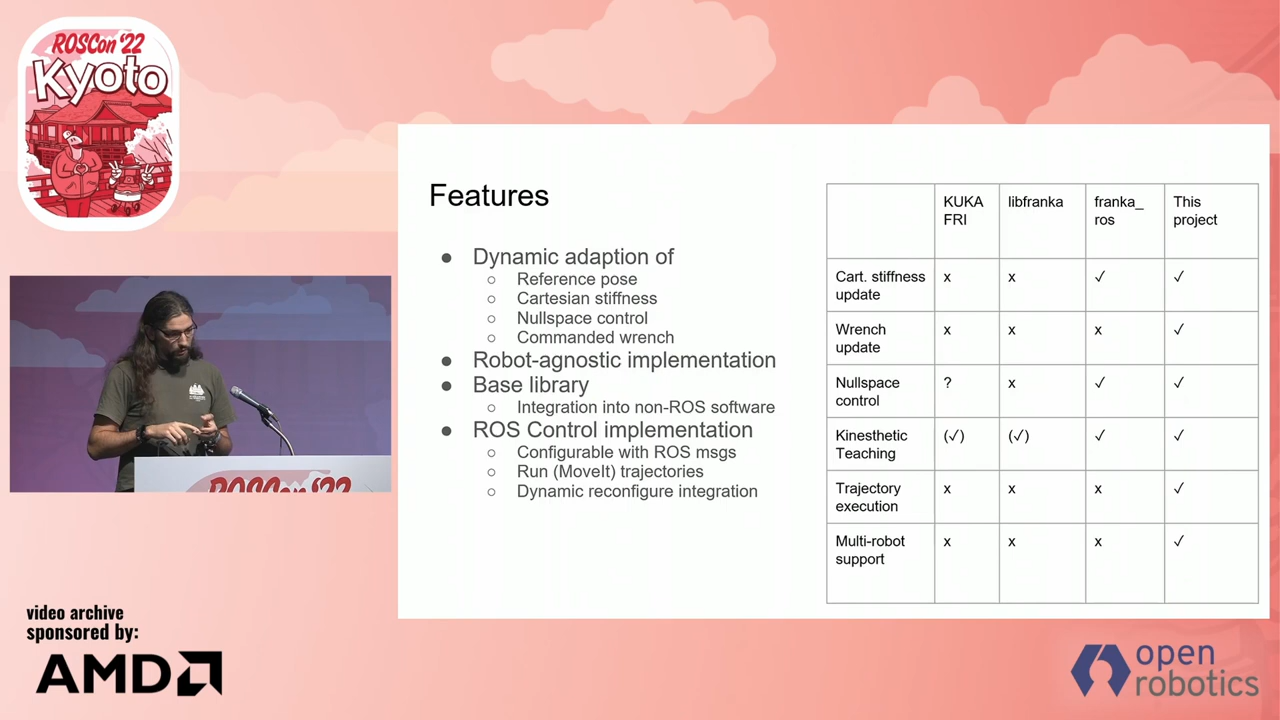 ROSCon '22
Kyoto
Features
● Dynamic adaption of
○ Reference pose
○ Cartesian stiffness
○ Nullspace control
○ Commanded wrench
● Robot-agnostic implementation
● Base library
○ Integration into non-ROS software
● ROS Control implementation
○ Configurable with ROS msgs
○ Run (MoveIt) trajectories
○ Dynamic reconfigure integration
KUKA FRI libfranka franka_ros This project
Cart. stiffness update x x ✓ ✓
Wrench update x x x ✓
Nullspace control ? x ✓ ✓
Kinesthetic Teaching (✓) (✓) ✓ ✓
Trajectory execution x x x ✓
Multi-robot support x x x ✓
ROSCon '22
video archive
sponsored by:
AMD
open
robotics